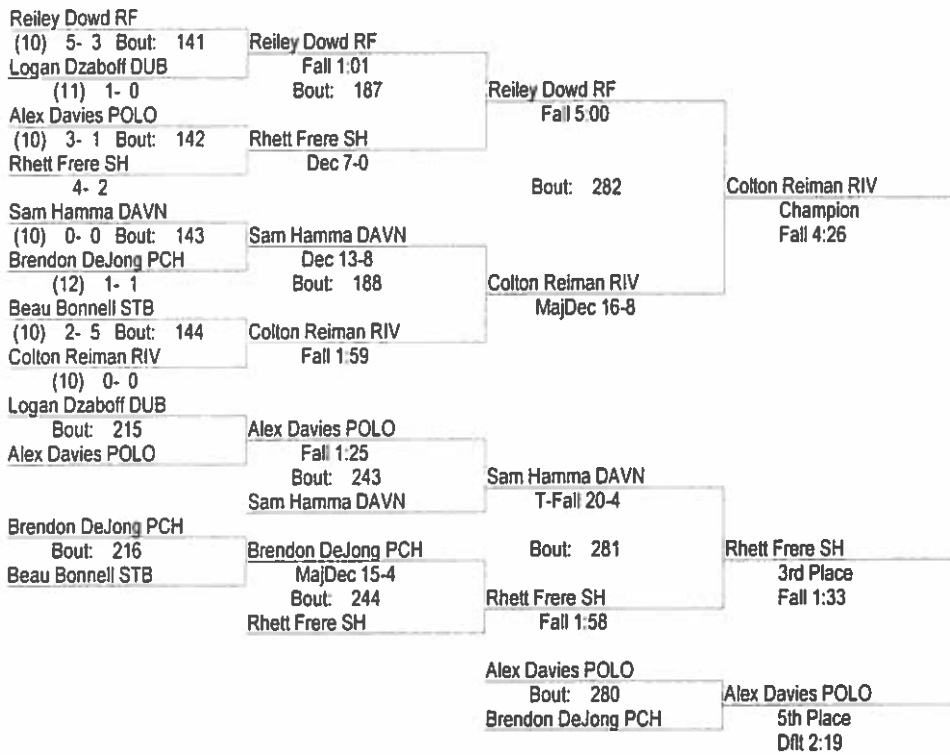 Reiley Dowd RF
(10) 5- 3 Bout: 141
Logan Dzaboff DUB
(11) 1- 0
Alex Davies POLO
(10) 3- 1 Bout: 142
Rhett Frere SH
4- 2
Sam Hamma DAVN
(10) 0- 0 Bout: 143
Brendon DeJong PCH
(12) 1- 1
Beau Bonnell STB
(10) 2- 5 Bout: 144
Colton Reiman RIV
(10) 0- 0
Logan Dzaboff DUB
Bout: 215
Alex Davies POLO
Brendon DeJong PCH
Bout: 216
Beau Bonnell STB
Reiley Dowd RF
Fall 1:01
Bout: 187
Rhett Frere SH
Dec 7-0
Sam Hamma DAVN
Dec 13-8
Bout: 188
Colton Reiman RIV
Fall 1:59
Alex Davies POLO
Fall 1:25
Bout: 243
Sam Hamma DAVN
Brendon DeJong PCH
MajDec 15-4
Bout: 244
Rhett Frere SH
Reiley Dowd RF
Fall 5:00
Bout: 282
Colton Reiman RIV
MajDec 16-8
Sam Hamma DAVN
T-Fall 20-4
Bout: 281
Rhett Frere SH
Fall 1:58
Alex Davies POLO
Bout: 280
Brendon DeJong PCH
Colton Reiman RIV
Champion
Fall 4:26
Rhett Frere SH
3rd Place
Fall 1:33
Alex Davies POLO
5th Place
Dflt 2:19